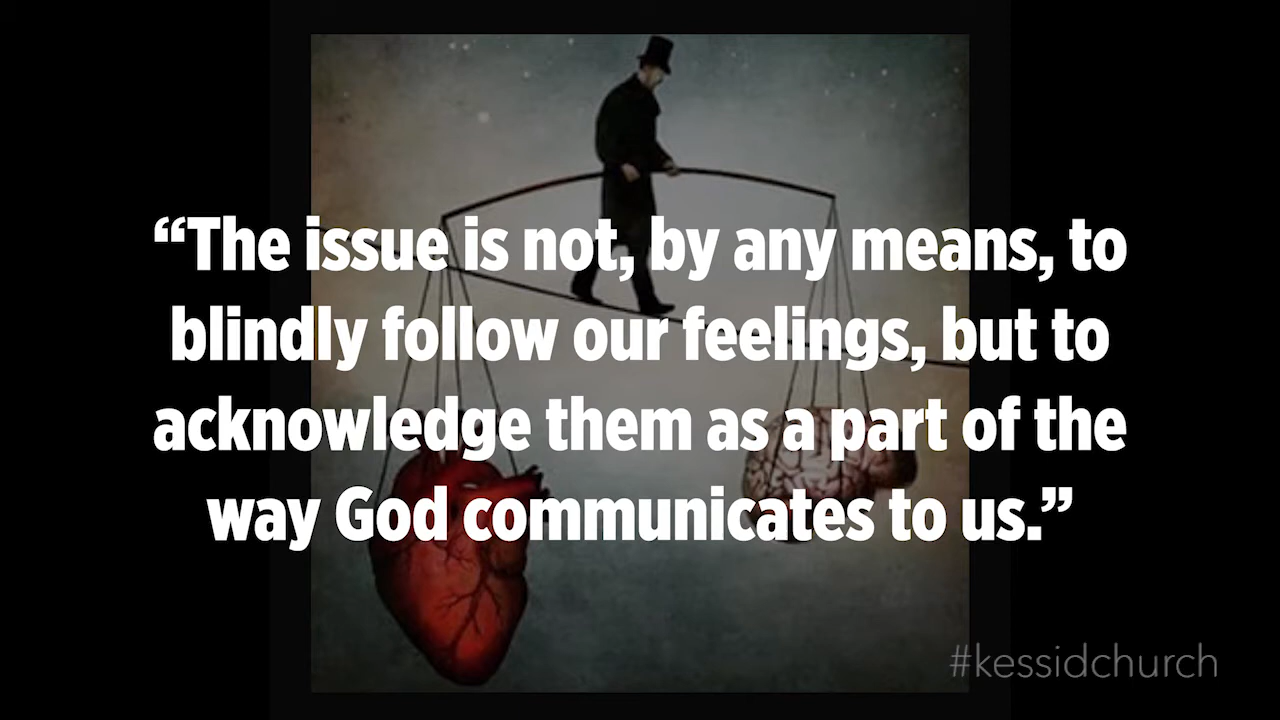 “The issue is not, by any means, to
blindly follow our feelings, but to
acknowledge them as a part of the
way God communicates to us.”
#kessidchurch